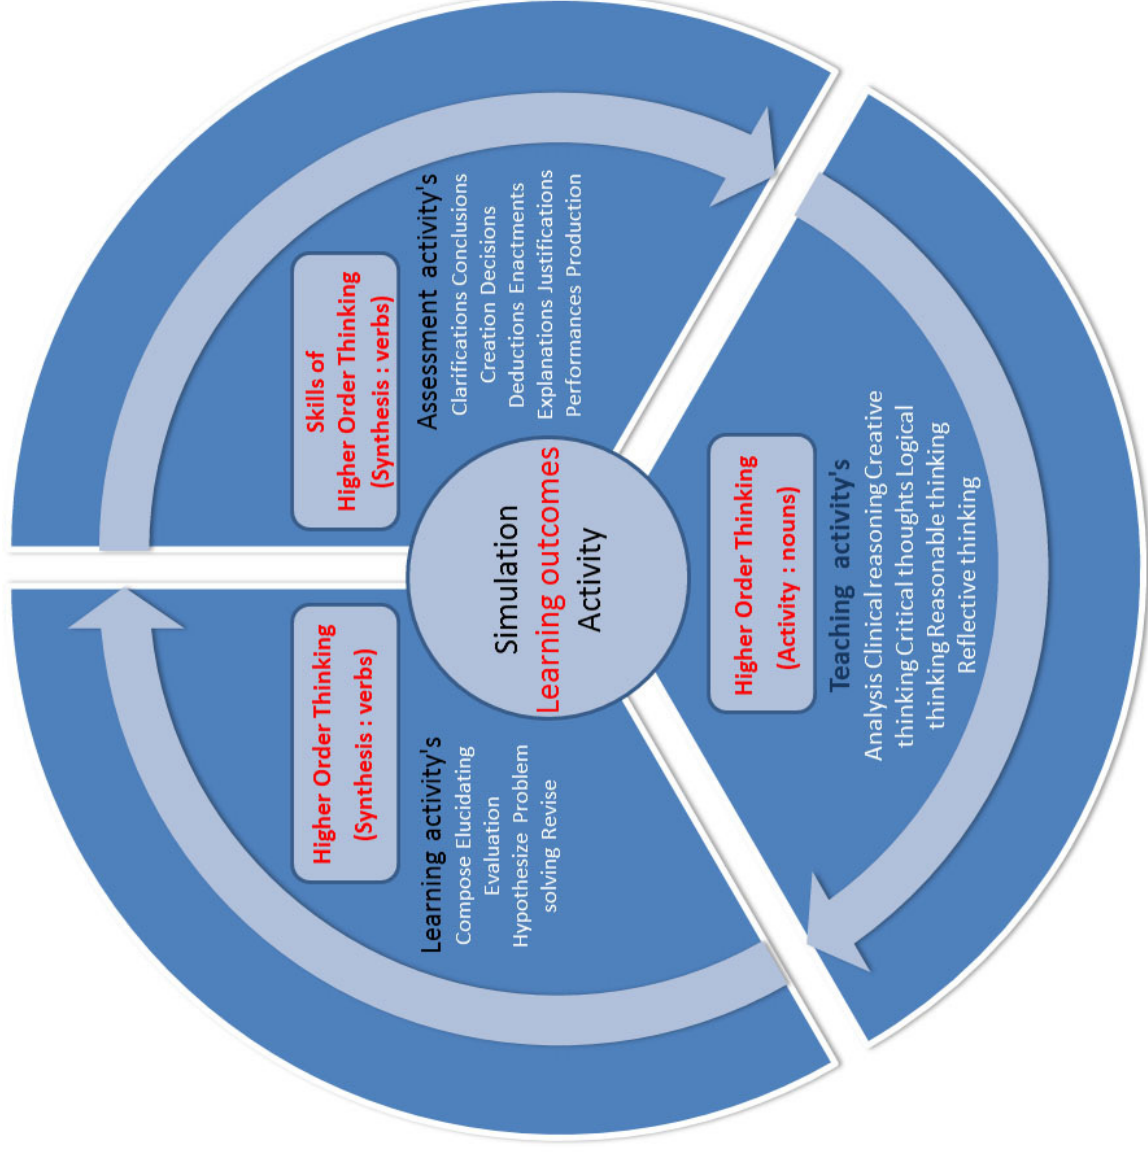 Higher Order Thinking
(Synthesis : verbs)
Learning activity's
Compose Elucidating
Evaluation
Hypothesize Problem
solving Revise
Skills of
Higher Order Thinking
(Synthesis : verbs)
Assessment activity's
Clarifications Conclusions
Creation Decisions
Deductions Enactments
Explanations Justifications
Performances Production
Simulation
Learning outcomes
Activity
Higher Order Thinking
(Activity : nouns)
Teaching activity's
Analysis Clinical reasoning Creative
thinking Critical thoughts Logical
thinking Reasonable thinking
Reflective thinking